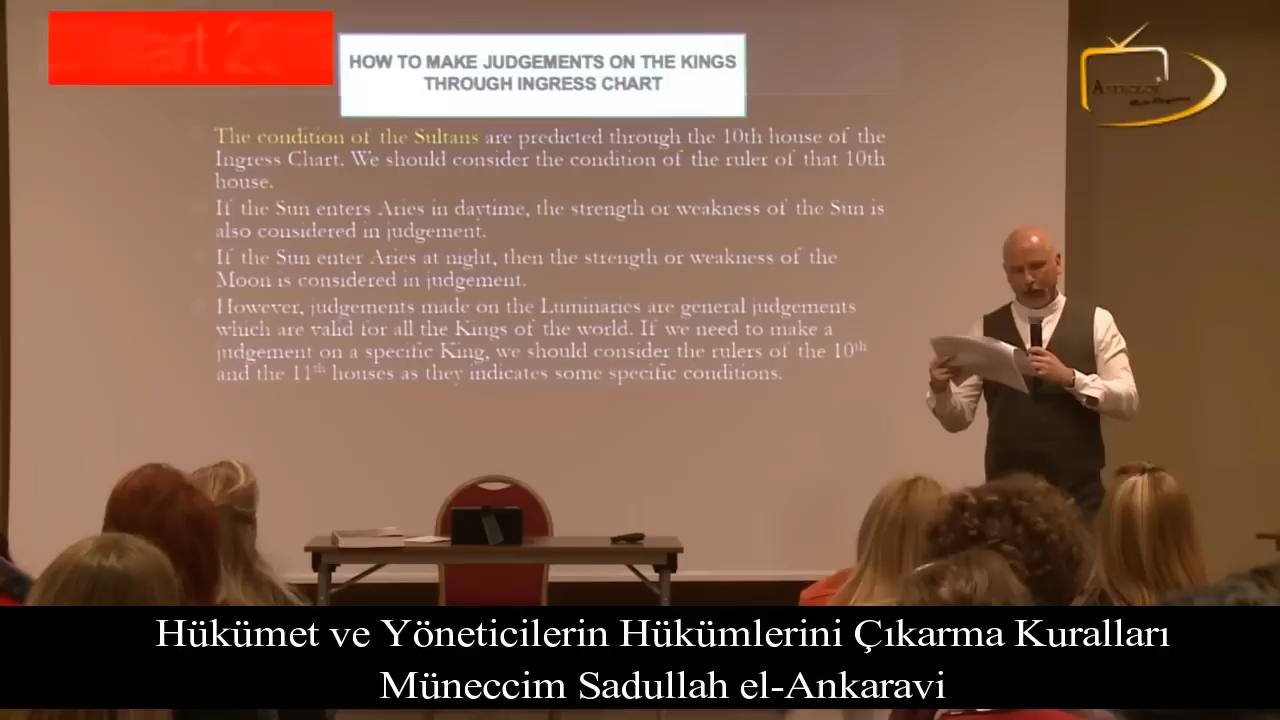 HOW TO MAKE JUDGEMENTS ON THE KINGS
THROUGH INGRESS CHART
The condition of the Sultans are predicted through the 10th house of the
Ingress Chart. We should consider the condition of the ruler of that 10th
house.
If the Sun enters Aries in daytime, the strength or weakness of the Sun is
also considered in judgement.
If the Sun enter Aries at night, then the strength or weakness of the
Moon is considered in judgement.
However, judgements made on the Luminaries are general judgements
which are valid for all the Kings of the world. If we need to make a
judgement on a specific King, we should consider the rulers of the 10th
and the 11th houses as they indicates some specific conditions.
Hükümet ve Yöneticilerin Hükümlerini Çıkarma Kuralları
Müneccim Sadullah el-Ankaravi